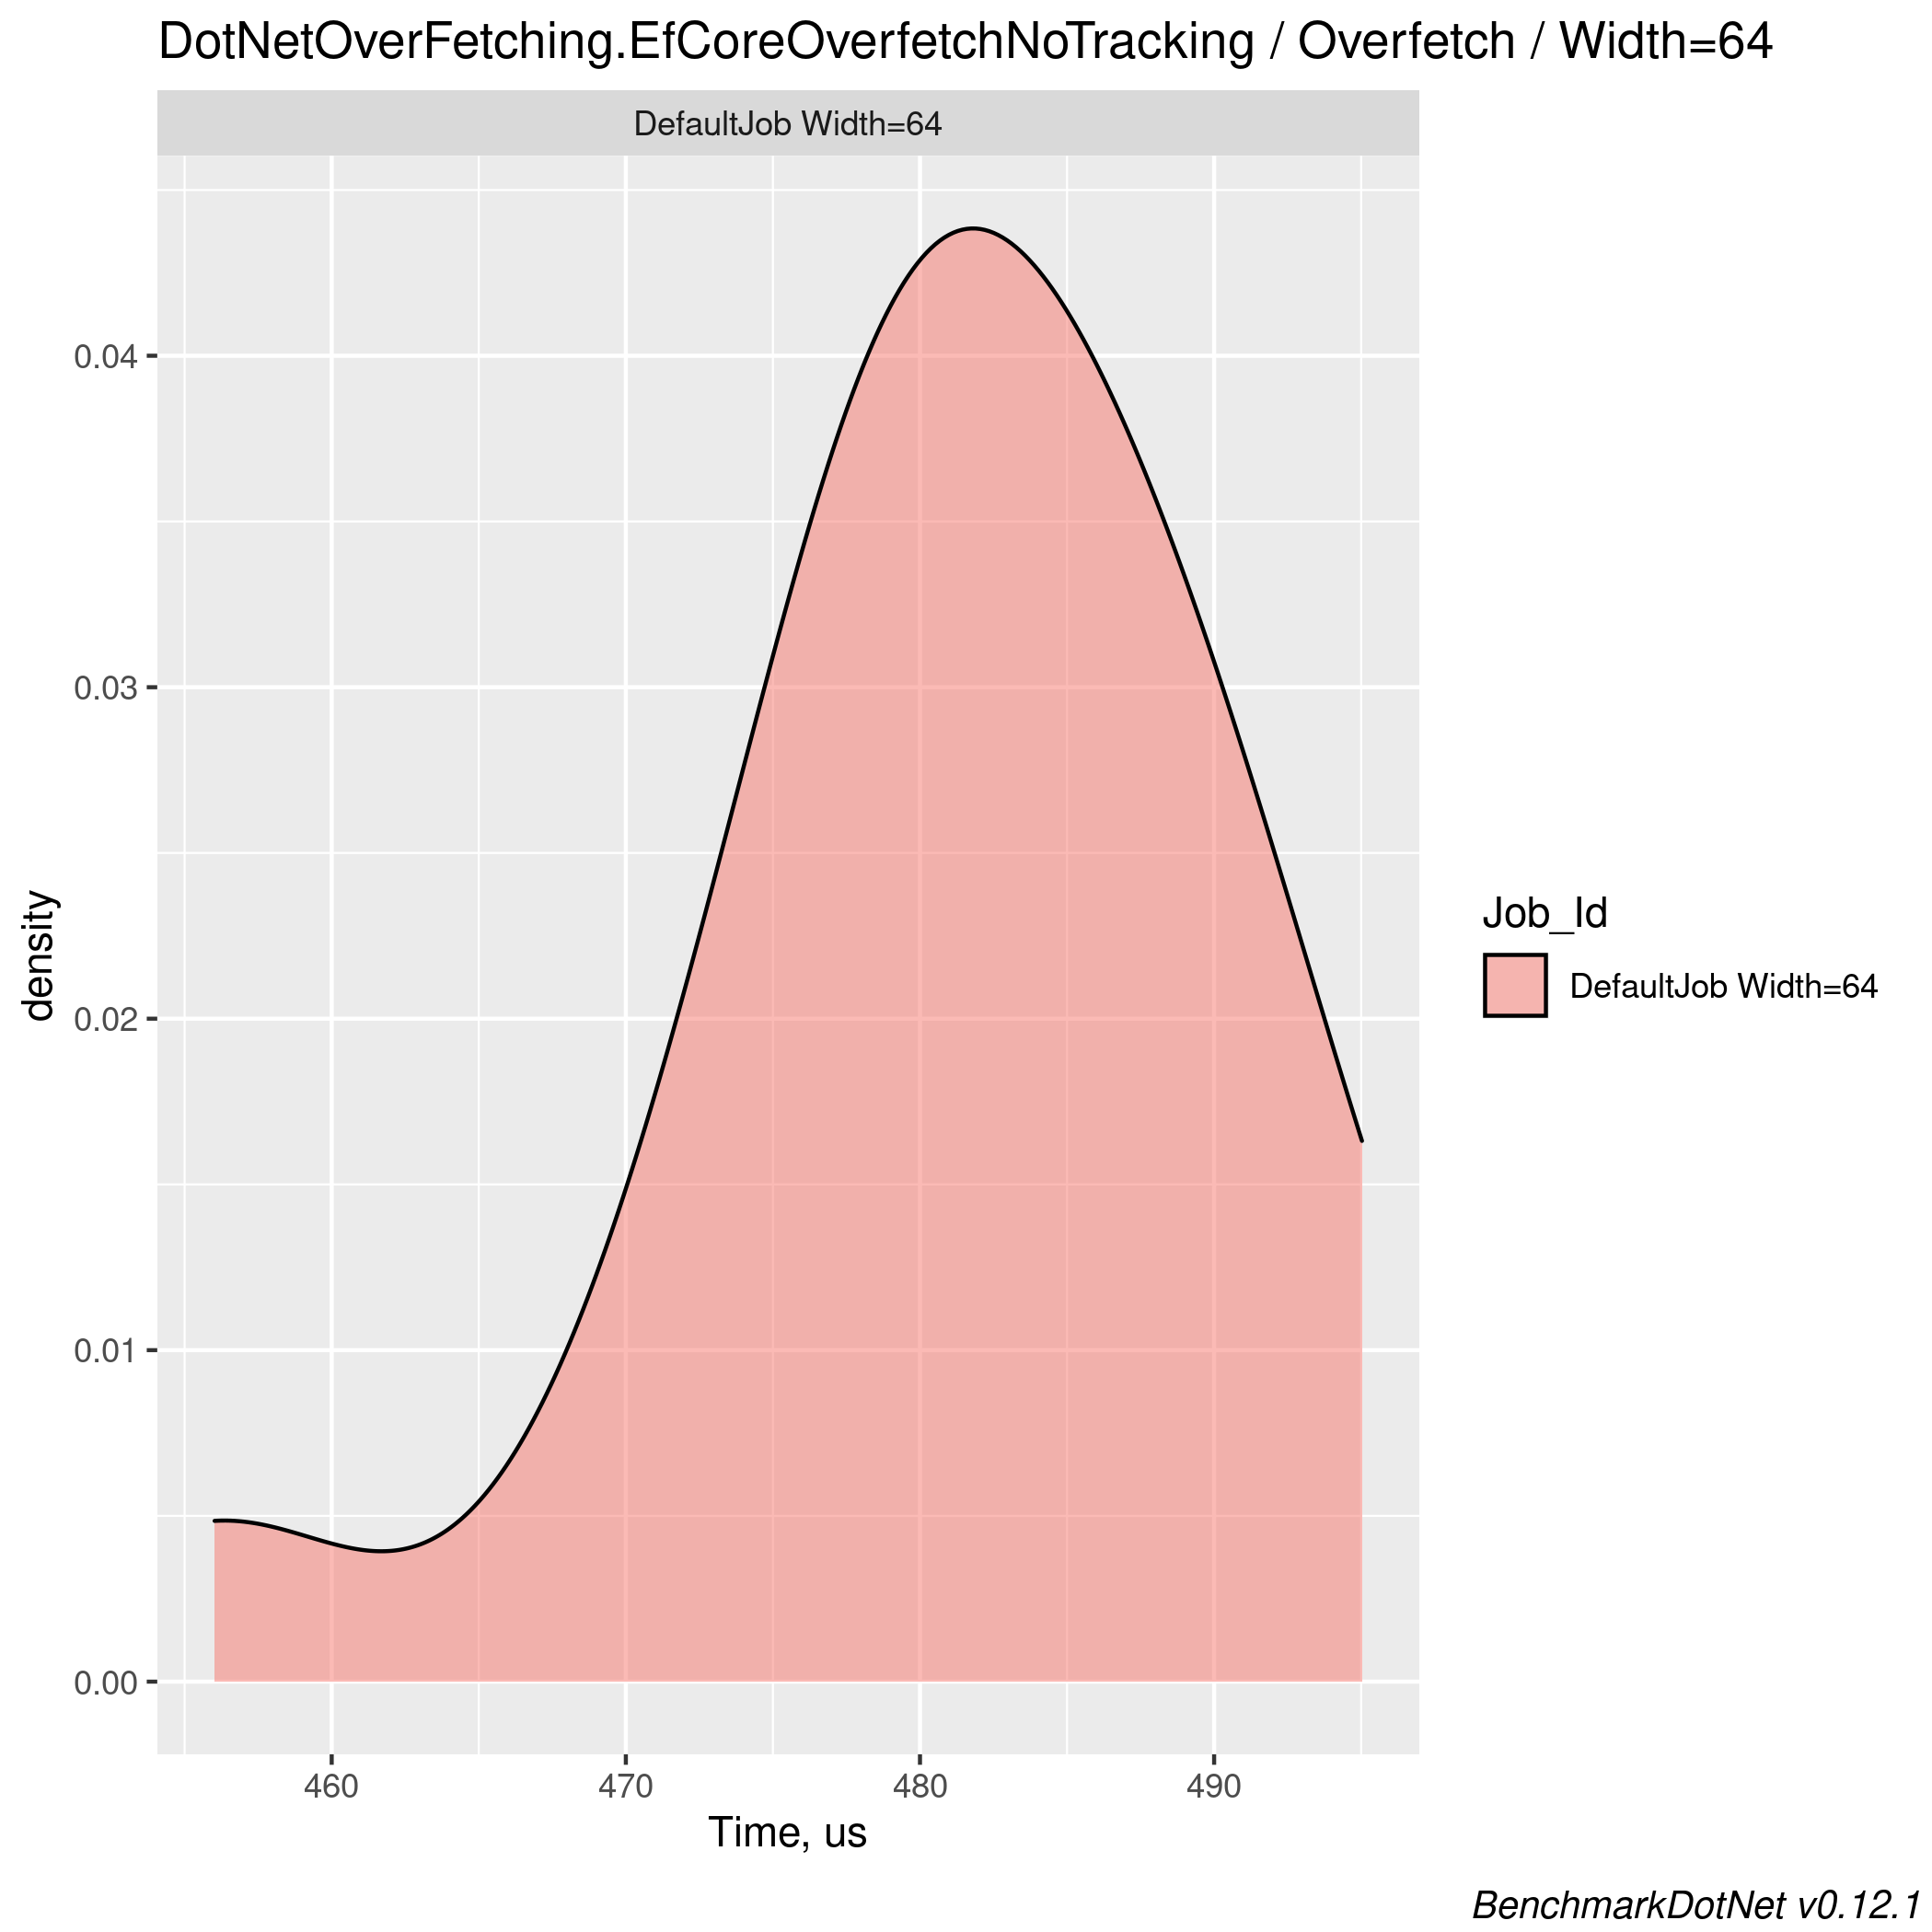 DotNetOverFetching.EfCoreOverfetchNoTracking / Overfetch / Width=64
DefaultJob Width=64
0.04
0.03
0.02
0.01
0.00
density
460 470 480 490
Time, us
Job_Id
DefaultJob Width=64
BenchmarkDotNet v0.12.1